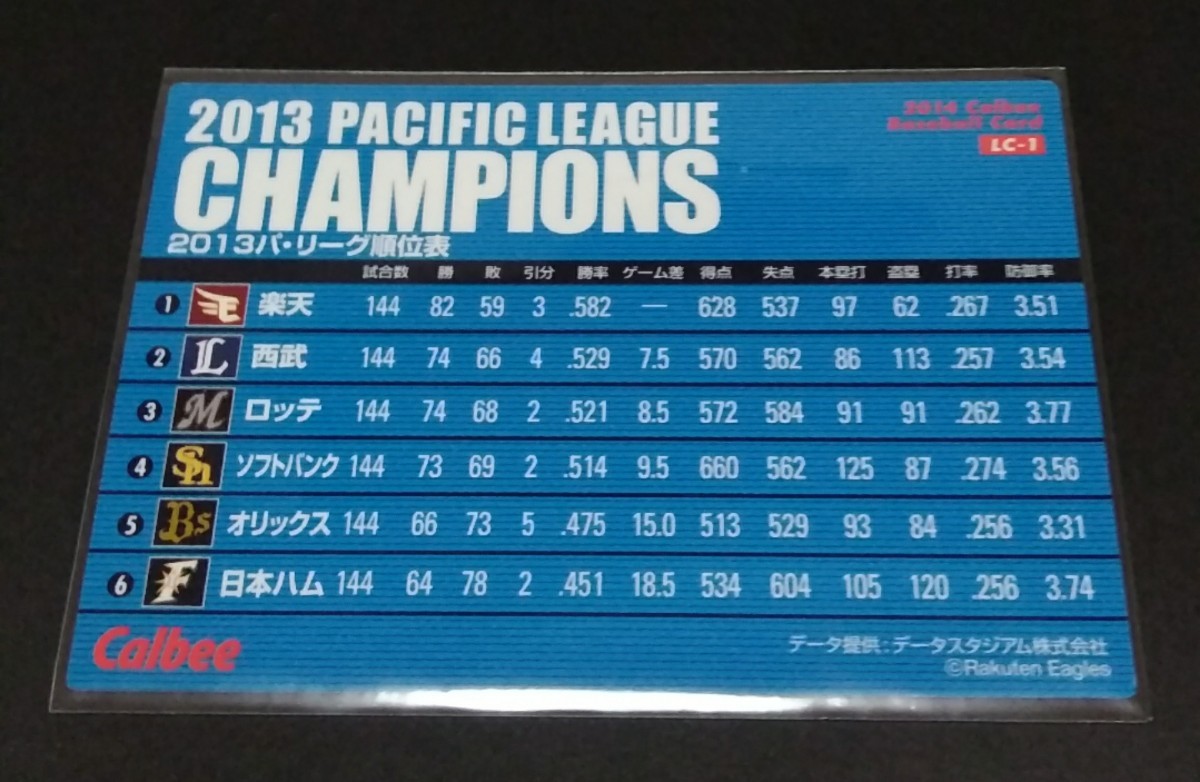 2013 PACIFIC LEAGUE
CHAMPIONS
2014 Calbee
Baseball Card
LC-1
2013パ・リーグ順位表
試合数 勝 敗 引分 勝率 ゲーム差 得点 失点 本塁打 盗塁 打率 防御率
1 楽天 144 82 59 3 .582 — 628 537 97 62 .267 3.51
2 L 西武 144 74 66 4 .529 7.5 570 562 86 113 .257 3.54
3 M ロッテ 144 74 68 2 .521 8.5 572 584 91 91 .262 3.77
4 Sh ソフトバンク 144 73 69 2 .514 9.5 660 562 125 87 .274 3.56
5 Bs オリックス 144 66 73 5 .475 15.0 513 529 93 84 .256 3.31
6 F 日本ハム 144 64 78 2 .451 18.5 534 604 105 120 .256 3.74
Calbee
データ提供:データスタジアム株式会社
©Rakuten Eagles